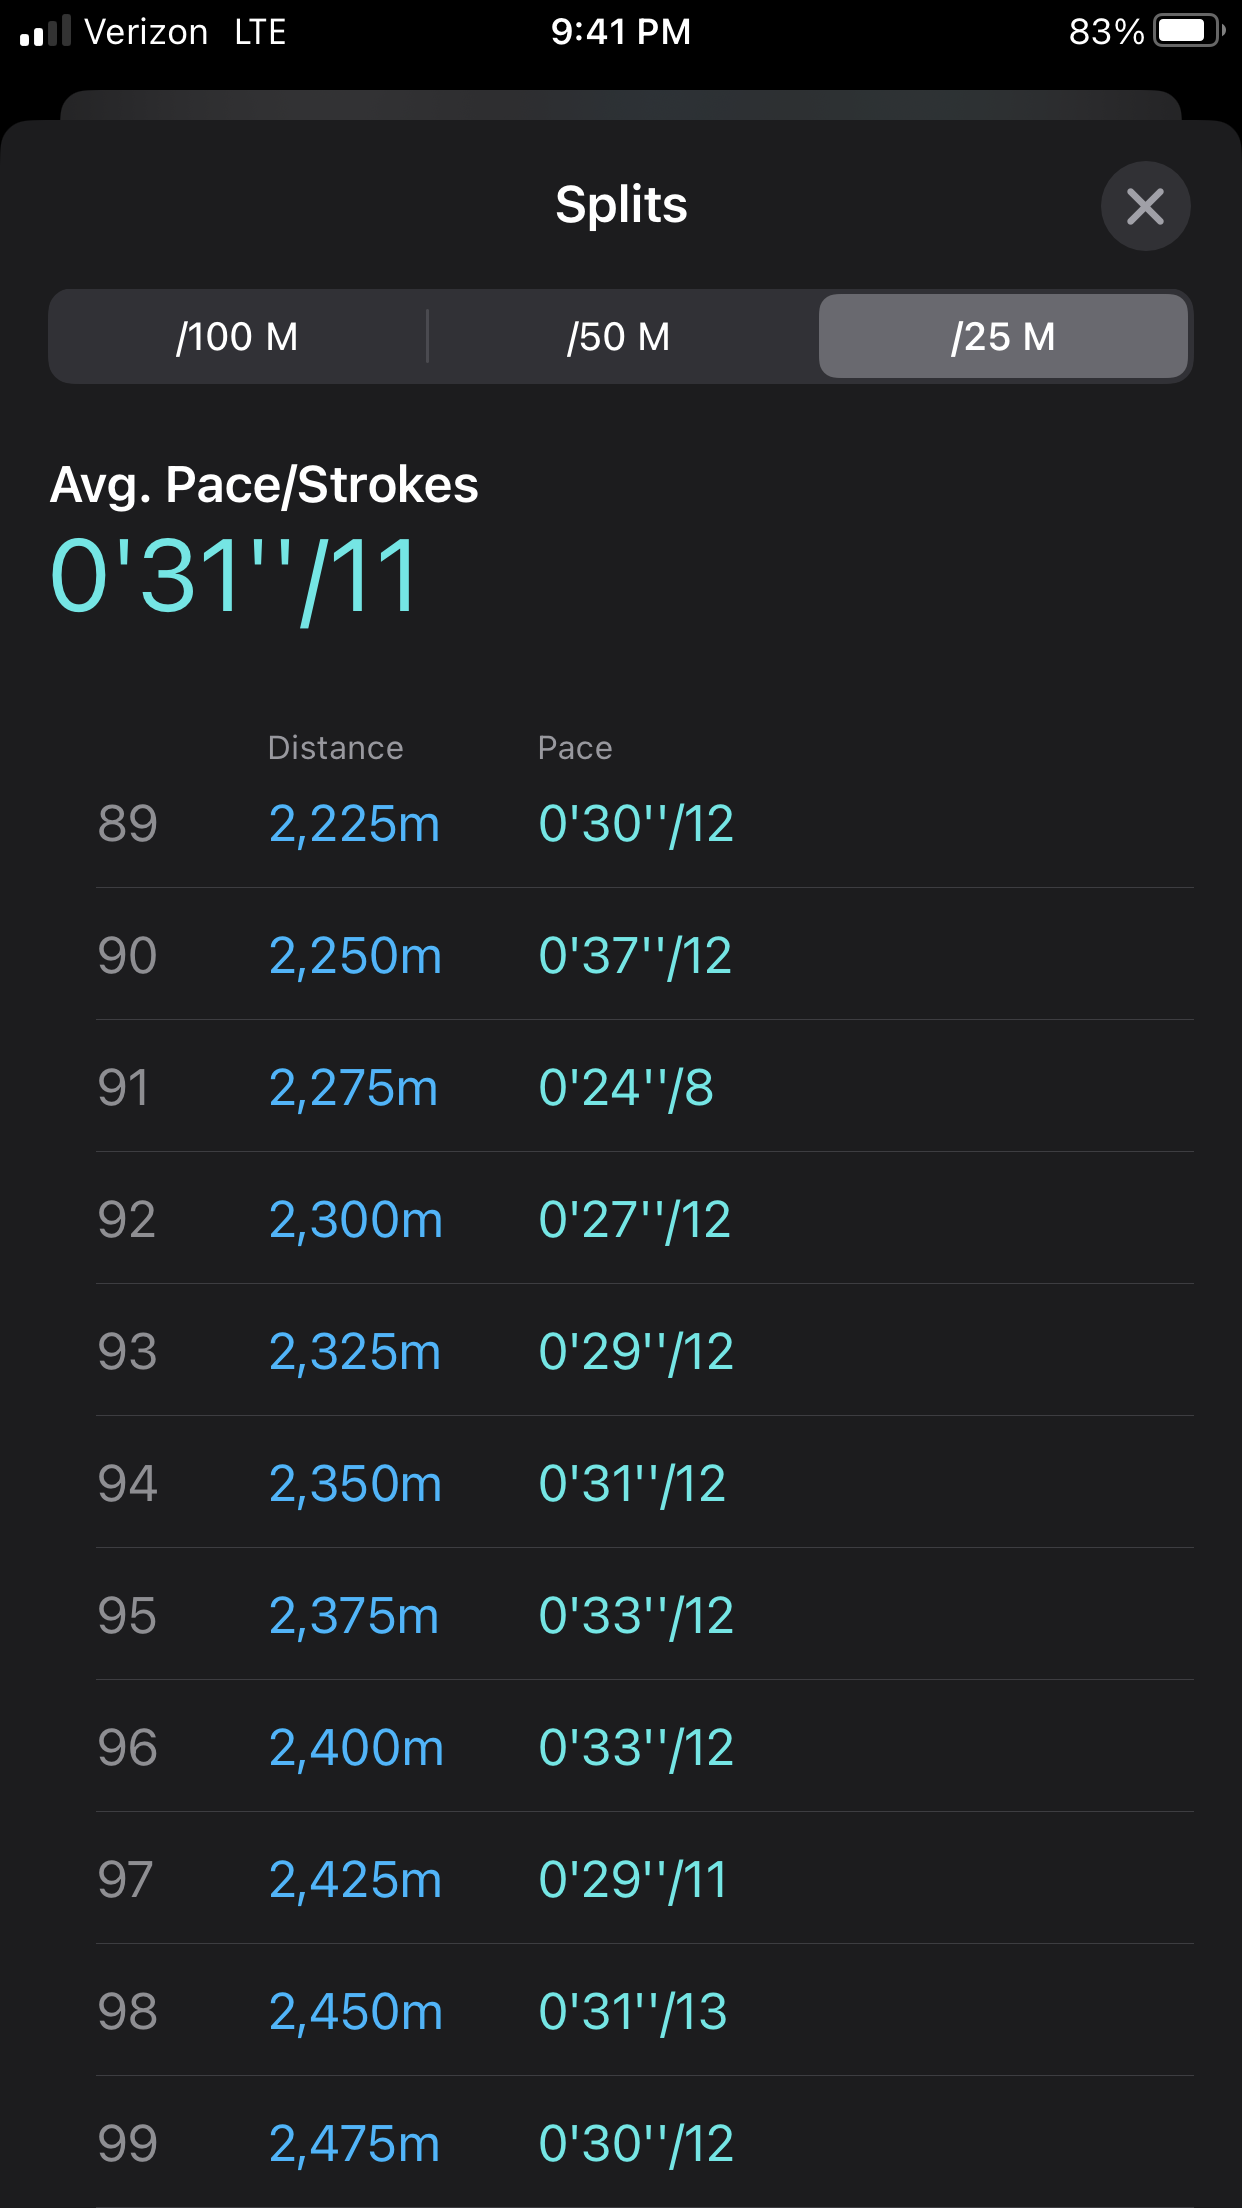 Verizon LTE 9:41 PM 83%
Splits
/100 M /50 M /25 M
Avg. Pace/Strokes
0'31''/11
Distance Pace
89 2,225m 0'30''/12
90 2,250m 0'37''/12
91 2,275m 0'24''/8
92 2,300m 0'27''/12
93 2,325m 0'29''/12
94 2,350m 0'31''/12
95 2,375m 0'33''/12
96 2,400m 0'33''/12
97 2,425m 0'29''/11
98 2,450m 0'31''/13
99 2,475m 0'30''/12